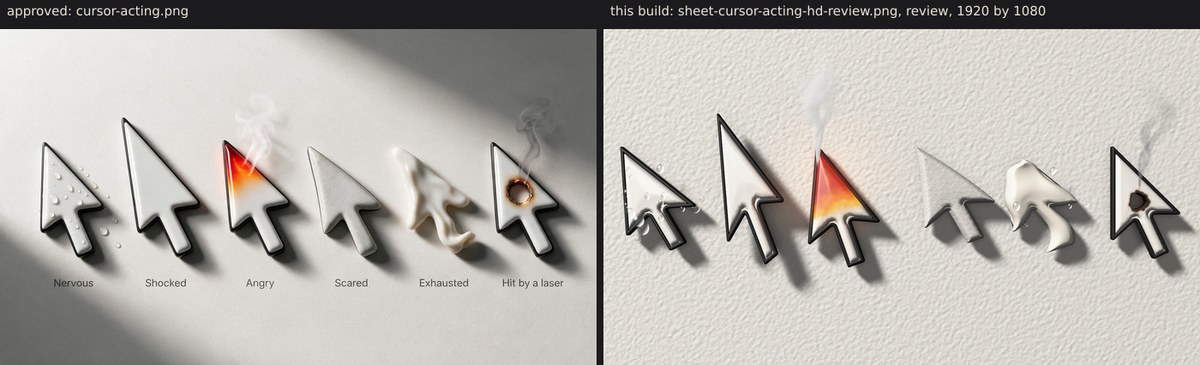 approved: cursor-acting.png
this build: sheet-cursor-acting-hd-review.png, review, 1920 by 1080
Nervous
Shocked
Angry
Scared
Exhausted
Hit by a laser